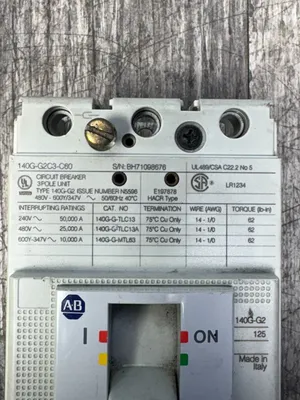 140G-G2C3-C60 S/N: BH71098676 UL489/CSA C22.2 No 5
CIRCUIT BREAKER
3 POLE UNIT
TYPE 140G-G2 ISSUE NUMBER N5598 E197878 LR1234
480V - 600Y/347V 50/60Hz 40°C HACR Type
INTERRUPTING RATINGS CAT. NO TERMINATION WIRE (AWG) TORQUE (lb-in)
240V 50,000 A 140G-G-TLC13 75°C Cu Only 14 - 1/0 62
480V 25,000 A 140G-G-TLC13A 75°C Cu Only 14 - 1/0 62
600Y-347V 10,000 A 140G-G-MTL63 75°C Cu Only 14 - 1/0 62
A-B
I ON
140G-G2
125
Made in
Italy